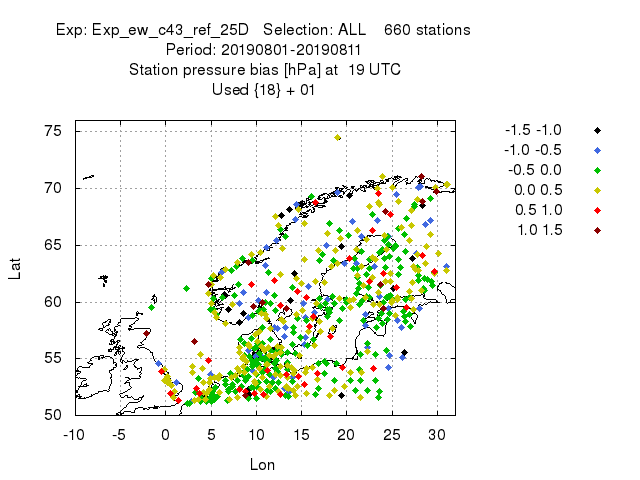 Exp: Exp_ew_c43_ref_25D   Selection: ALL    660 stations
Period: 20190801-20190811
Station pressure bias [hPa] at  19 UTC
Used {18} + 01
-1.5 -1.0
-1.0 -0.5
-0.5 0.0
0.0 0.5
0.5 1.0
1.0 1.5
75
70
65
60
55
50
Lat
-10 -5 0 5 10 15 20 25 30
Lon